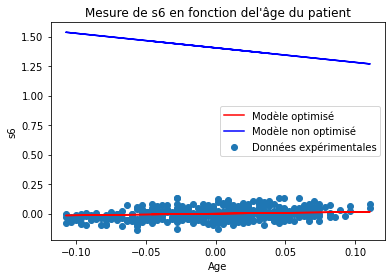 Mesure de s6 en fonction del'âge du patient
1.50
1.25
1.00
0.75
0.50
0.25
0.00
s6
Modèle optimisé
Modèle non optimisé
Données expérimentales
−0.10
−0.05
0.00
0.05
0.10
Age